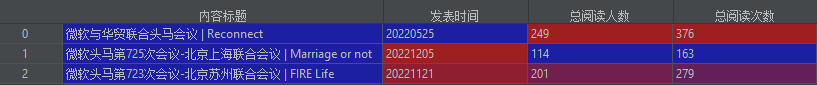 内容标题 发表时间 总阅读人数 总阅读次数
0 微软与华贸联合头马会议 | Reconnect 20220525 249 376
1 微软头马第725次会议-北京上海联合会议 | Marriage or not 20221205 114 163
2 微软头马第723次会议-北京苏州联合会议 | FIRE Life 20221121 201 279